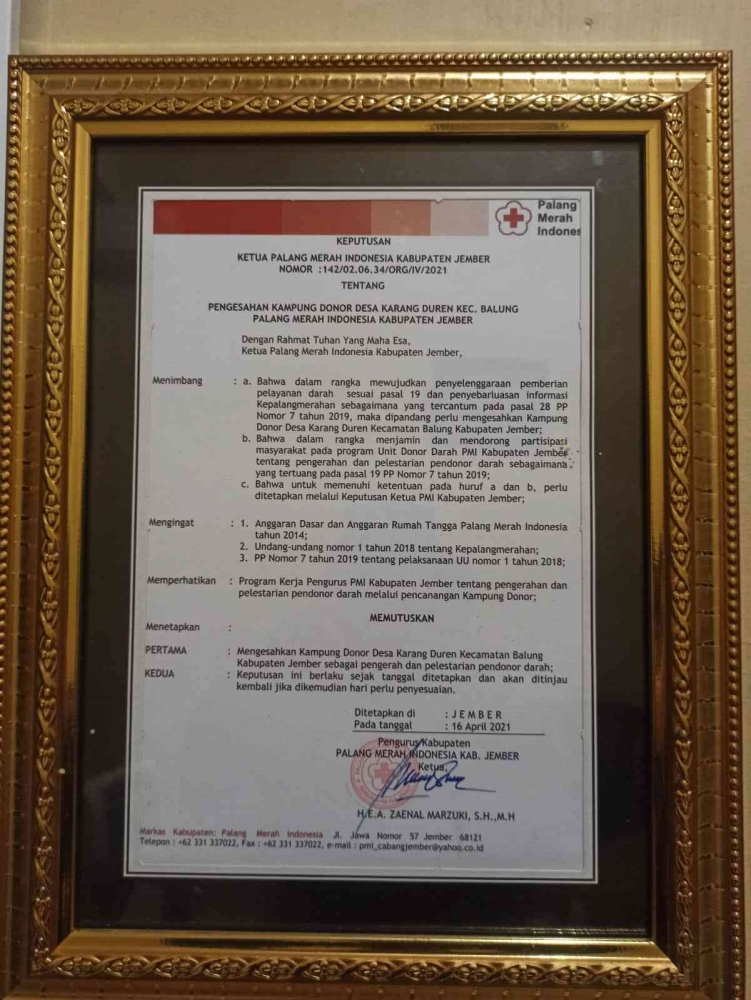 Palang
Merah
Indones
KEPUTUSAN
KETUA PALANG MERAH INDONESIA KABUPATEN JEMBER
NOMOR :142/02.06.34/ORG/IV/2021
TENTANG
PENGESAHAN KAMPUNG DONOR DESA KARANG DUREN KEC. BALUNG
PALANG MERAH INDONESIA KABUPATEN JEMBER
Dengan Rahmat Tuhan Yang Maha Esa,
Ketua Palang Merah Indonesia Kabupaten Jember,
Menimbang : a. Bahwa dalam rangka mewujudkan penyelenggaraan pemberian
pelayanan darah sesuai pasal 19 dan penyebarluasan informasi
Kepalangmerahan sebagaimana yang tercantum pada pasal 28 PP
Nomor 7 tahun 2019, maka dipandang perlu mengesahkan Kampung
Donor Desa Karang Duren Kecamatan Balung Kabupaten Jember;
b. Bahwa dalam rangka menjamin dan mendorong partisipasi
masyarakat pada program Unit Donor Darah PMI Kabupaten Jember
tentang pengerahan dan pelestarian pendonor darah sebagaimana
yang tertuang pada pasal 19 PP Nomor 7 tahun 2019;
c. Bahwa untuk memenuhi ketentuan pada huruf a dan b, perlu
ditetapkan melalui Keputusan Ketua PMI Kabupaten Jember;
Mengingat : 1. Anggaran Dasar dan Anggaran Rumah Tangga Palang Merah Indonesia
tahun 2014;
2. Undang-undang nomor 1 tahun 2018 tentang Kepalangmerahan;
3. PP Nomor 7 tahun 2019 tentang pelaksanaan UU nomor 1 tahun 2018;
Memperhatikan : Program Kerja Pengurus PMI Kabupaten Jember tentang pengerahan dan
pelestarian pendonor darah melalui pencanangan Kampung Donor;
MEMUTUSKAN
Menetapkan :
PERTAMA : Mengesahkan Kampung Donor Desa Karang Duren Kecamatan Balung
Kabupaten Jember sebagai pengerah dan pelestarian pendonor darah;
KEDUA : Keputusan ini berlaku sejak tanggal ditetapkan dan akan ditinjau
kembali jika dikemudian hari perlu penyesuaian.
Ditetapkan di : J E M B E R
Pada tanggal : 16 April 2021
Pengurus Kabupaten
PALANG MERAH INDONESIA KAB. JEMBER
Ketua,
H.E.A. ZAENAL MARZUKI, S.H.,M.H
Markas Kabupaten: Palang Merah Indonesia Jl. Jawa Nomor 57 Jember 68121
Telepon : +62 331 337022, Fax : +62 331 337022, e-mail : pmi_cabangjember@yahoo.co.id